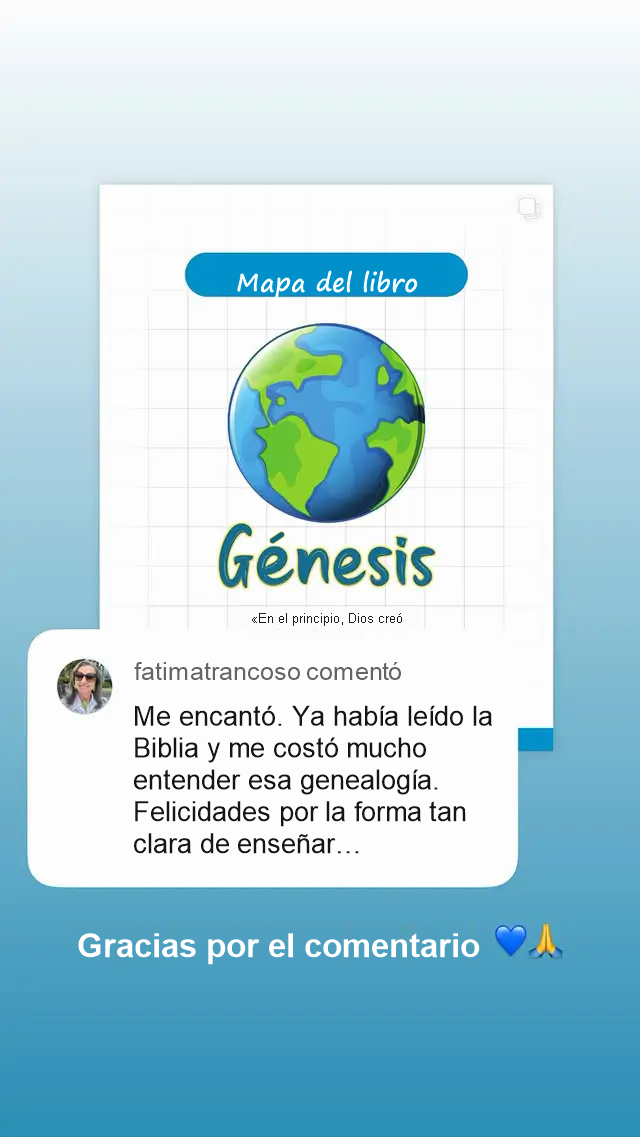 Mapa del libro
Génesis
«En el principio, Dios creó
fatimatrancoso comentó
Me encantó. Ya había leído la
Biblia y me costó mucho
entender esa genealogía.
Felicidades por la forma tan
clara de enseñar…
Gracias por el comentario 💙🙏